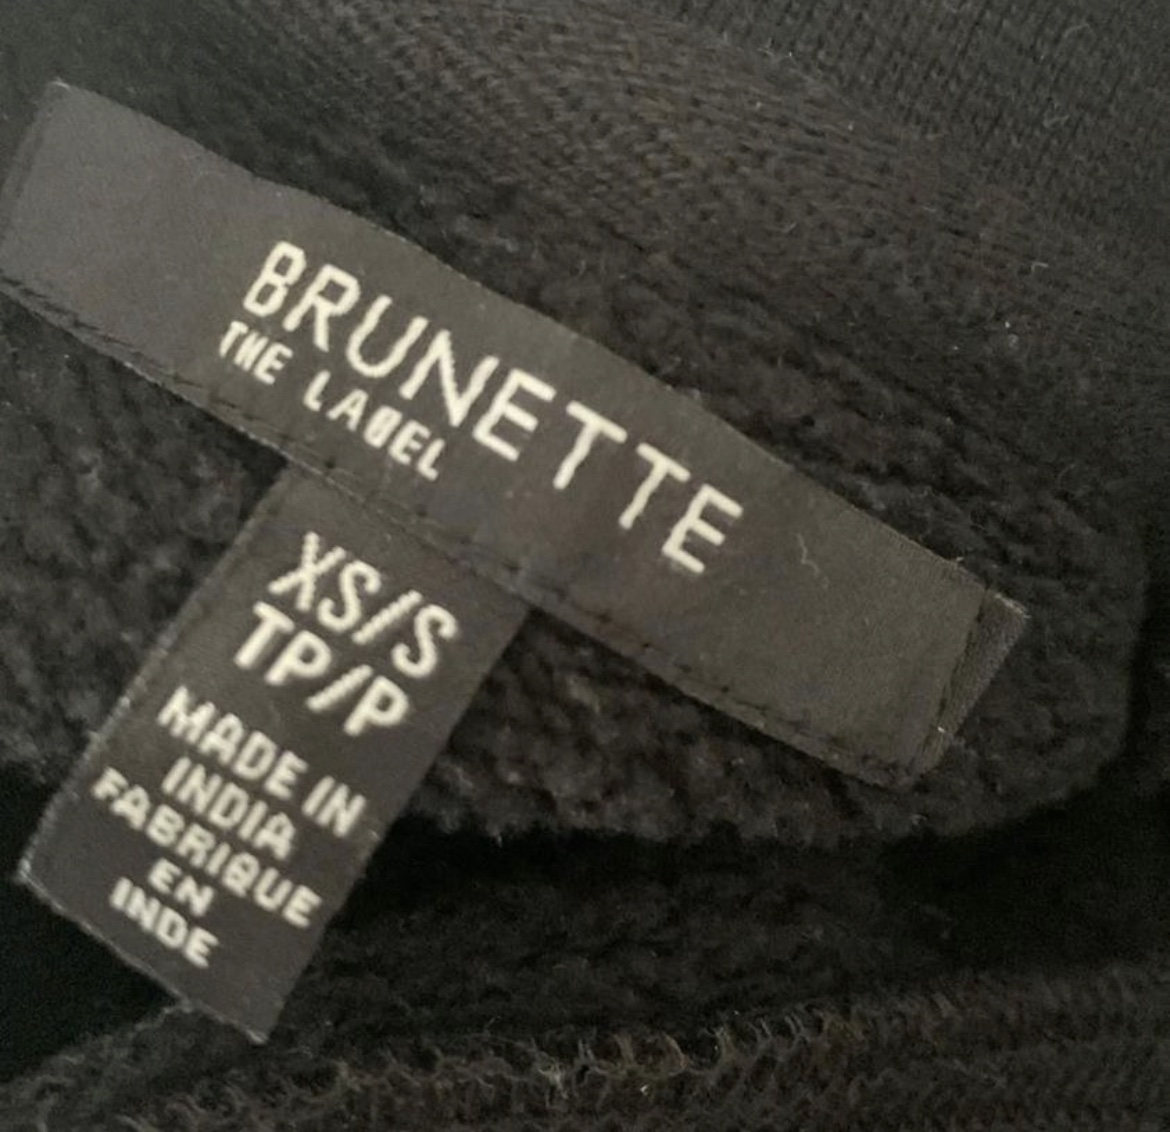 BRUNETTE
THE LABEL
XS/S
TP/P
MADE IN
INDIA
FABRIQUE
EN
INDE